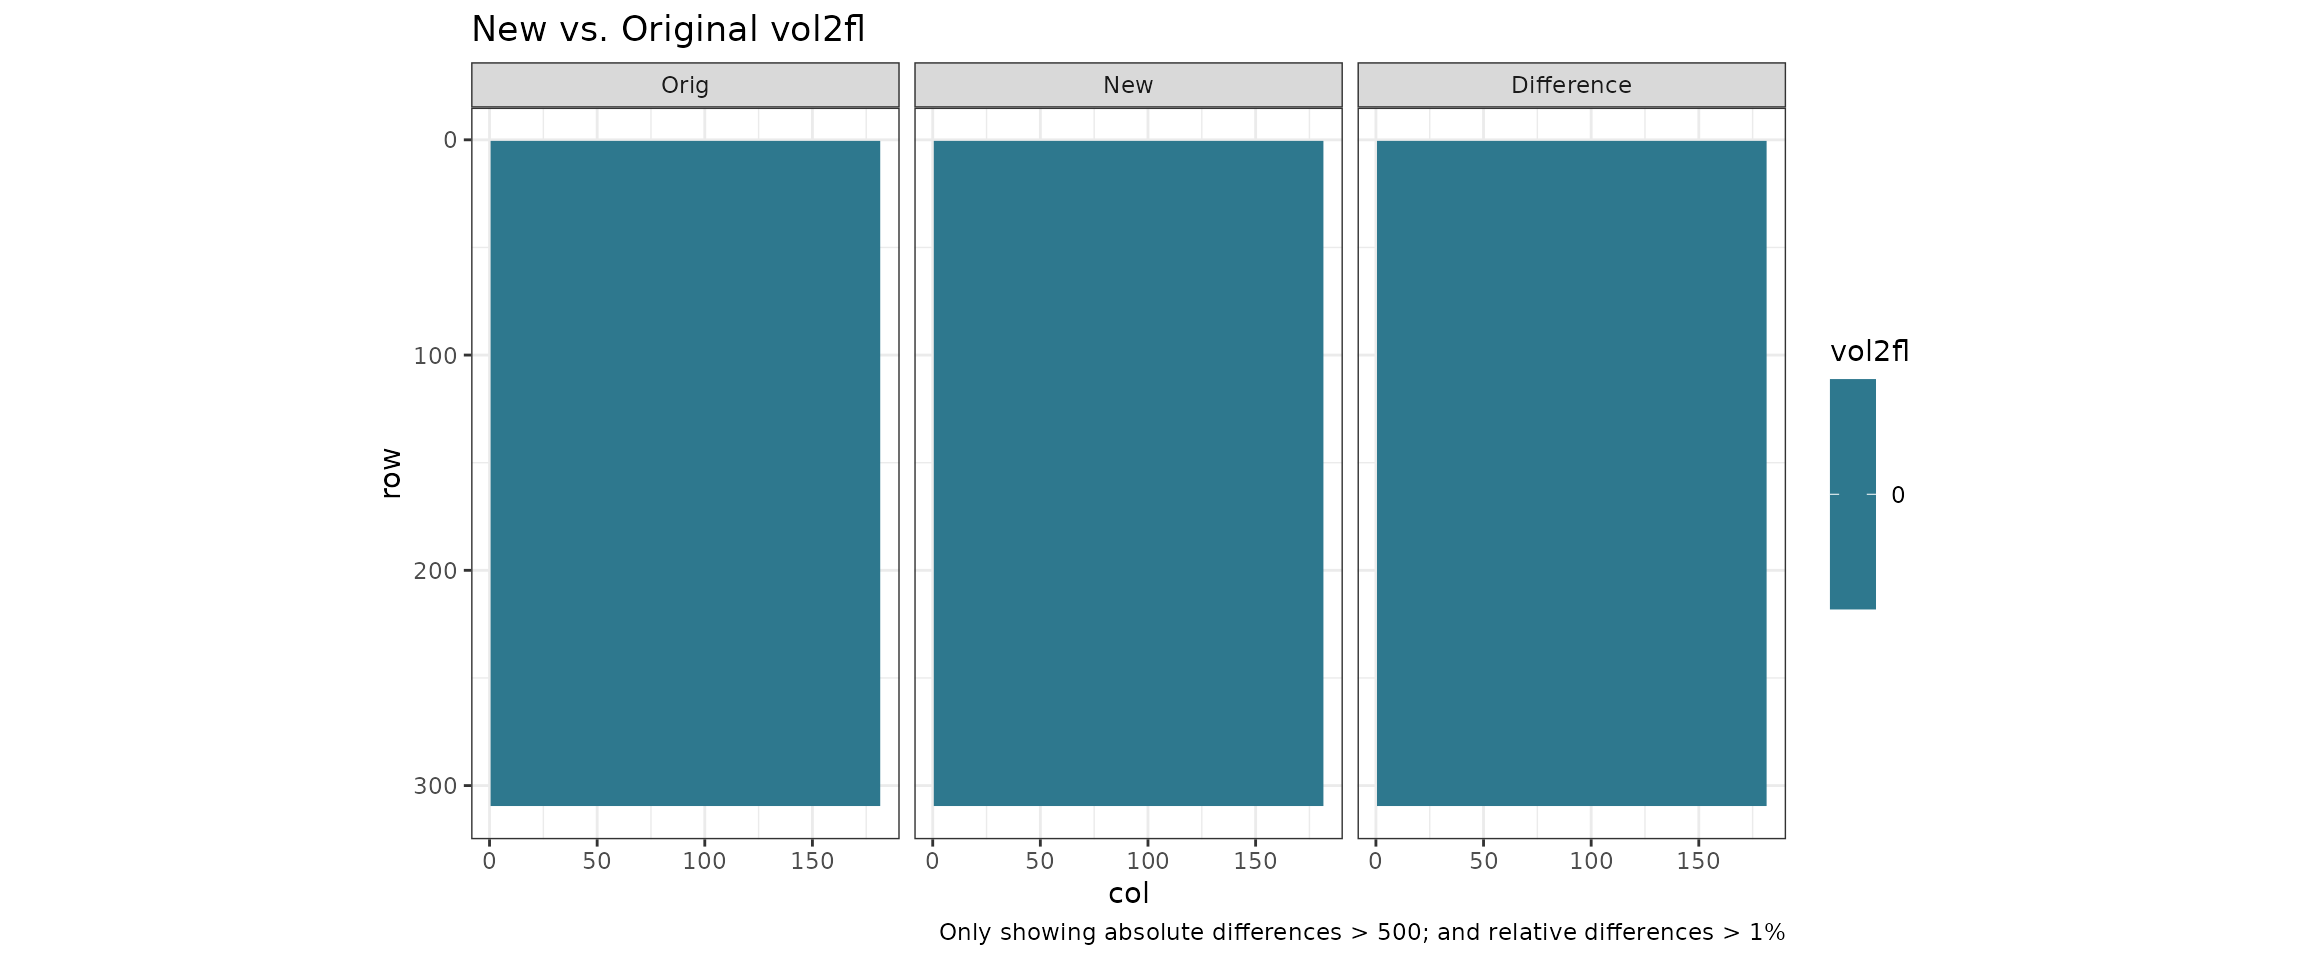 New vs. Original vol2fl
Orig New Difference
0
100
200
300
row
vol2fl
0
0 50 100 150 0 50 100 150 0 50 100 150
col
Only showing absolute differences > 500; and relative differences > 1%